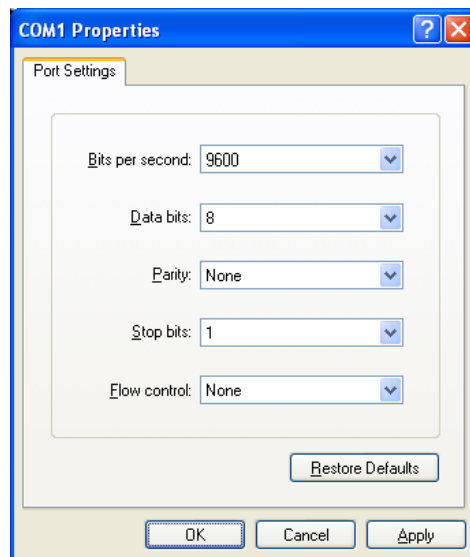 COM1 Properties
Port Settings
Bits per second: 9600
Data bits: 8
Parity: None
Stop bits: 1
Flow control: None
Restore Defaults
OK Cancel Apply